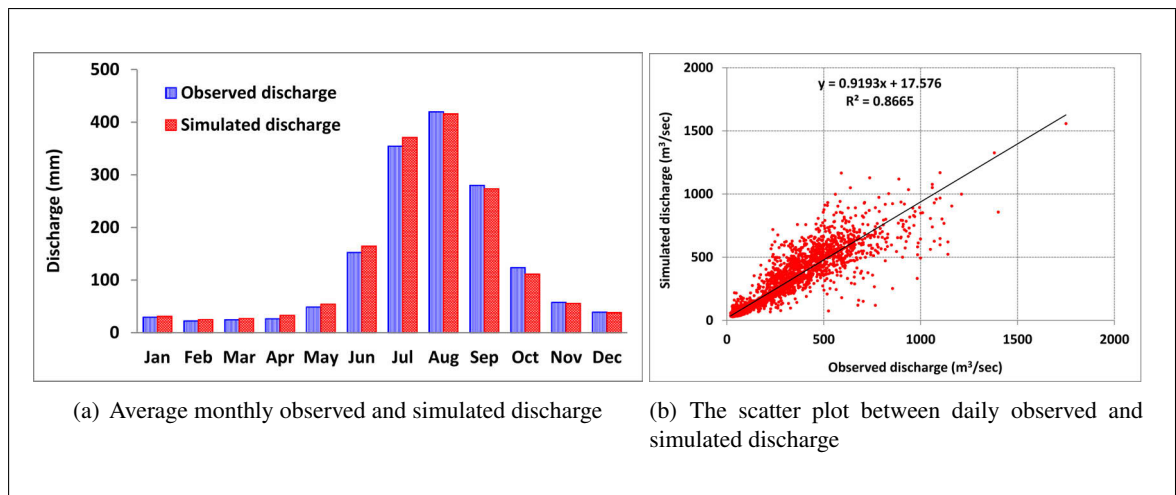 500
400
300
200
100
0
Discharge (mm)
Observed discharge
Simulated discharge
Jan Feb Mar Apr May Jun Jul Aug Sep Oct Nov Dec
(a) Average monthly observed and simulated discharge
2000
1500
1000
500
0
Simulated discharge (m³/sec)
y = 0.9193x + 17.576
R² = 0.8665
0 500 1000 1500 2000
Observed discharge (m³/sec)
(b) The scatter plot between daily observed and
simulated discharge